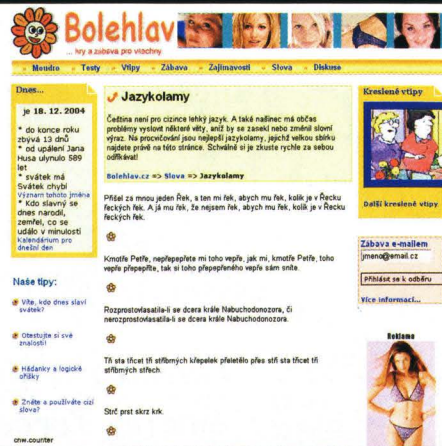 Bolehlav
... hry a zábava pro všechny
Moudra
Testy
Vtipy
Zábava
Zajímavosti
Slova
Diskuse
Dnes...
je 18. 12. 2004
* do konce roku
zbývá 13 dnů
* od upálení Jana
Husa ulynulo 589
let
* svátek má
Svátek chybí
Význam tohoto jména
* Kdo slavný se
dnes narodil,
zemřel, co se
událo v minulosti
kalendárium pro
dnešní den
Naše tipy:
Víte, kdo dnes slaví
svátek?
Otestujte si své
znalosti!
Hádanky a logické
oříšky
Znáte a používáte cizí
slova?
cnw.counter
Jazykolamy
Čeština není pro cizince lehký jazyk. A také našinec má občas
problémy vyslovit některé věty, aniž by se zasekl nebo změnil slovní
výraz. Na procvičování jsou nejlepší jazykolamy, jejichž velkou sbírku
najdete právě na této stránce. Schválně si je zkuste rychle za sebou
odříkávat!
Bolehlav.cz => Slova => Jazykolamy
Přišel za mnou jeden Řek, a ten mi řek, abych mu řek, kolik je v Řecku
řeckých řek. A já mu řek, že nejsem řek, abych mu řek, kolik je v Řecku
řeckých řek.
Kmotře Petře, nepřepepřete mi toho vepře, jak mi, kmotře Petře, toho
vepře přepepříte, tak si toho přepepřeného vepře sám sníte.
Rozprostovlasatila-li se dcera krále Nabuchodonozora, či
nerozprostovlasatila-li se dcera krále Nabuchodonozora.
Tři sta třicet tři stříbrných křepelek přeletělo přes stři sta třicet tři
stříbrných střech.
Strč prst skrz krk.
Kreslené vtipy
Další kreslené vtipy
Zábava e-mailem
jmeno@email.cz
Přihlásit se k odběru
Více informací...
Reklama